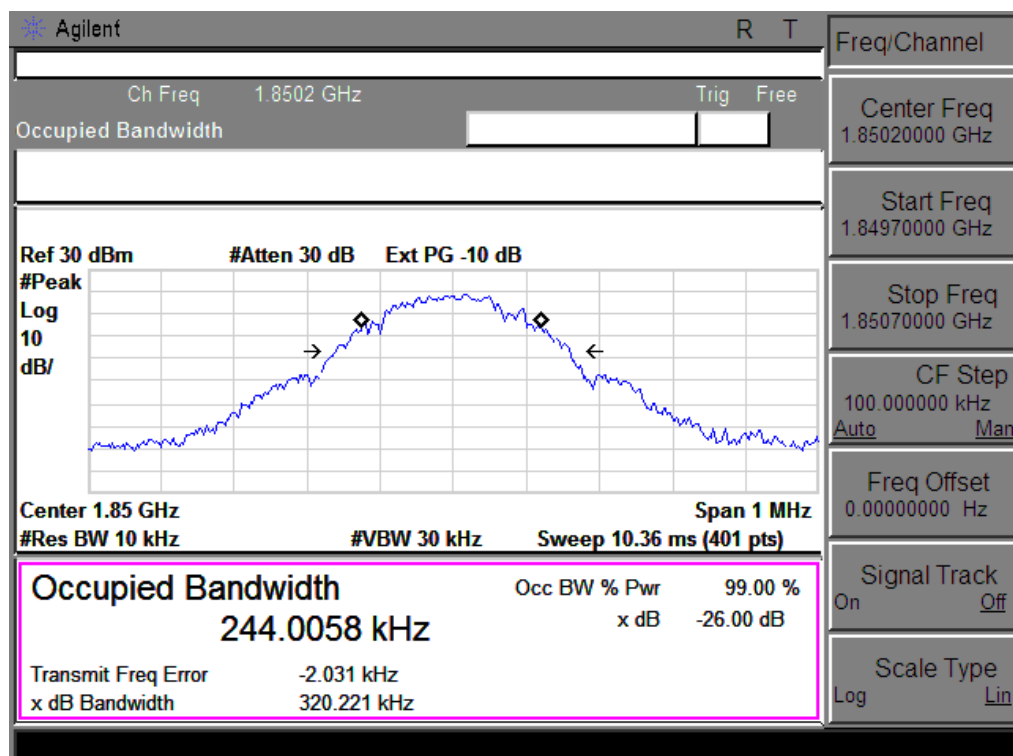 Agilent R T
Ch Freq 1.8502 GHz Trig Free
Occupied Bandwidth
Ref 30 dBm #Atten 30 dB Ext PG -10 dB
#Peak
Log
10
dB/
Center 1.85 GHz Span 1 MHz
#Res BW 10 kHz #VBW 30 kHz Sweep 10.36 ms (401 pts)
Occupied Bandwidth Occ BW % Pwr 99.00 %
244.0058 kHz x dB -26.00 dB
Transmit Freq Error -2.031 kHz
x dB Bandwidth 320.221 kHz
Freq/Channel
Center Freq
1.85020000 GHz
Start Freq
1.84970000 GHz
Stop Freq
1.85070000 GHz
CF Step
100.000000 kHz
Auto Man
Freq Offset
0.00000000 Hz
Signal Track
On Off
Scale Type
Log Lin